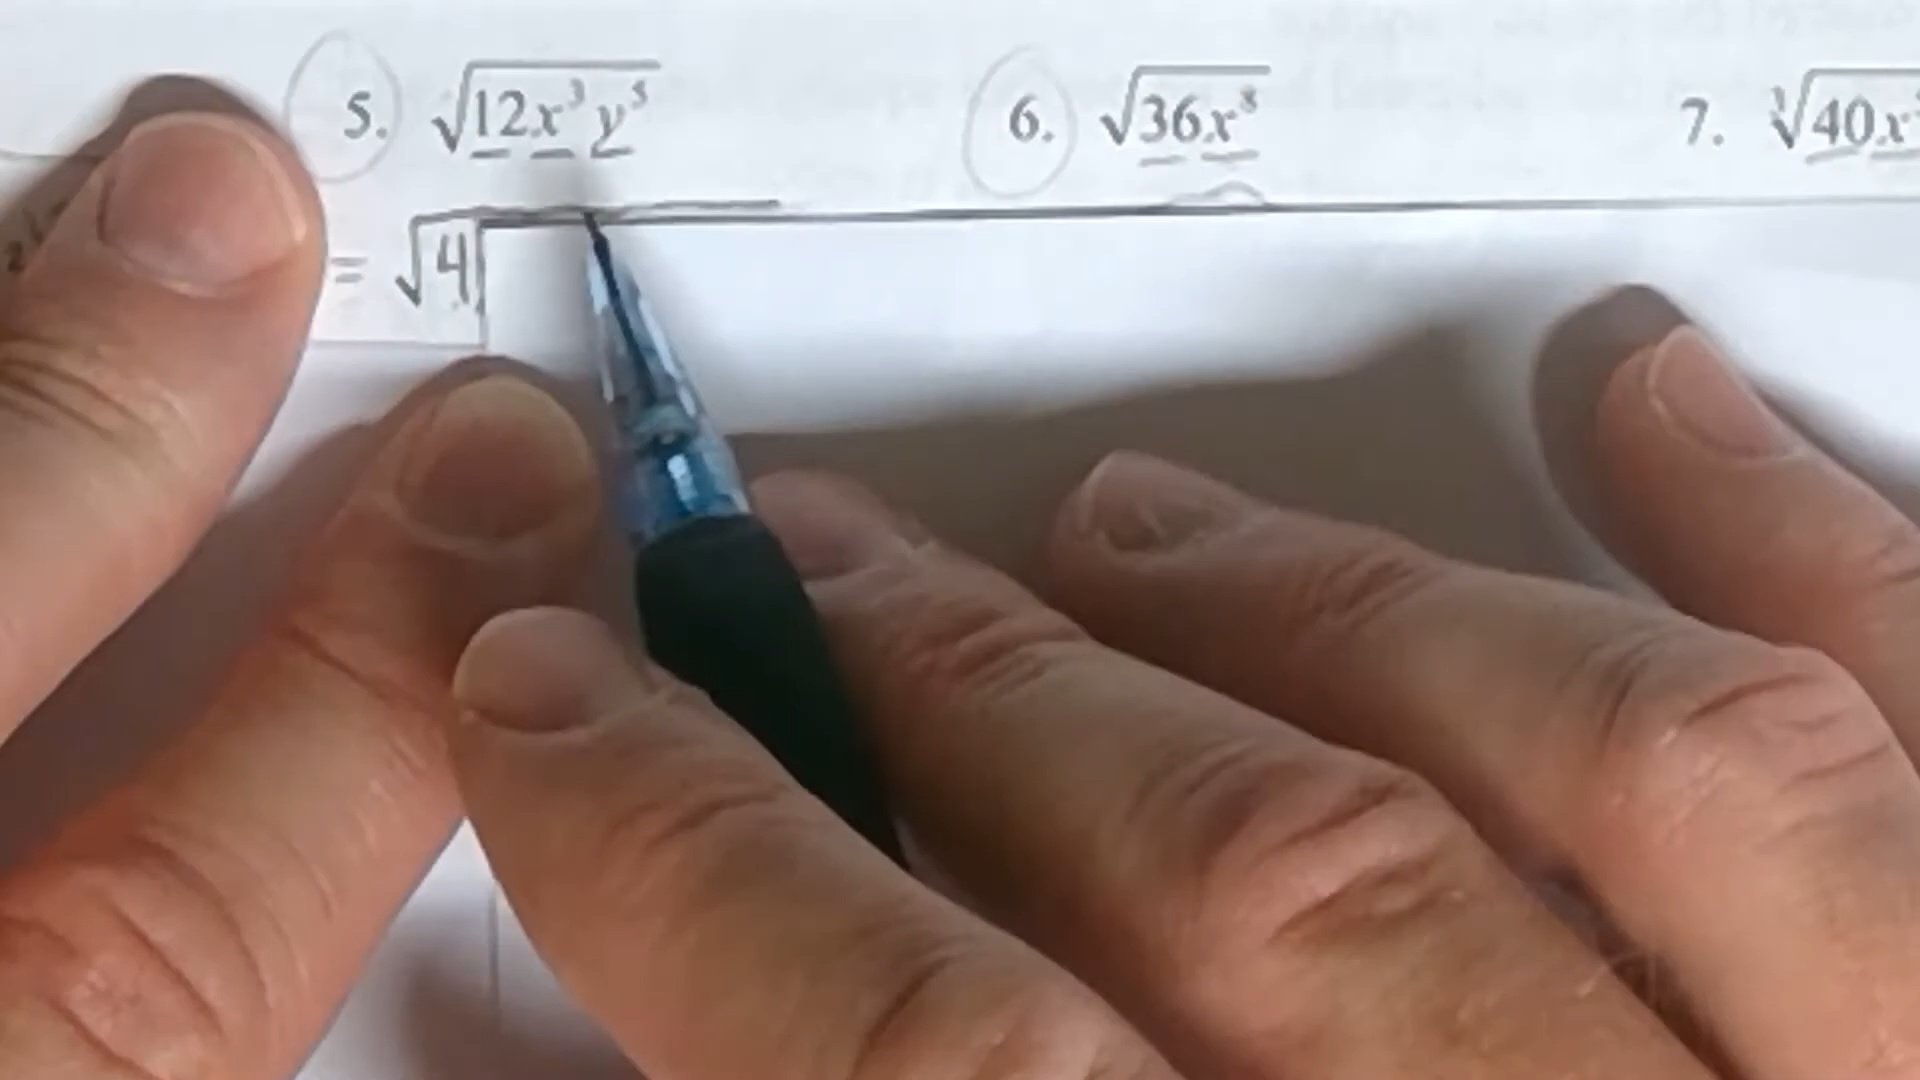 5. √12x³y⁵ 6. √36x⁸ 7. ∛40x
= √4